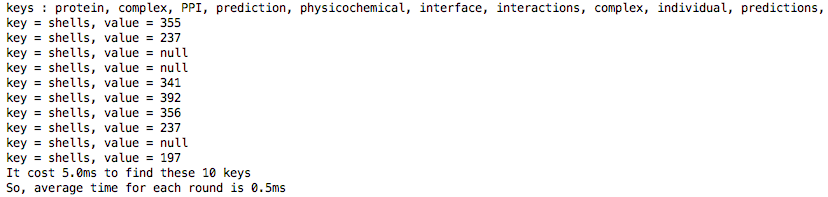 keys : protein, complex, PPI, prediction, physicochemical, interface, interactions, complex, individual, predictions,
key = shells, value = 355
key = shells, value = 237
key = shells, value = null
key = shells, value = null
key = shells, value = 341
key = shells, value = 392
key = shells, value = 356
key = shells, value = 237
key = shells, value = null
key = shells, value = 197
It cost 5.0ms to find these 10 keys
So, average time for each round is 0.5ms